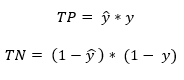 TP = ŷ * y
TN = (1 − ŷ) * (1 − y)